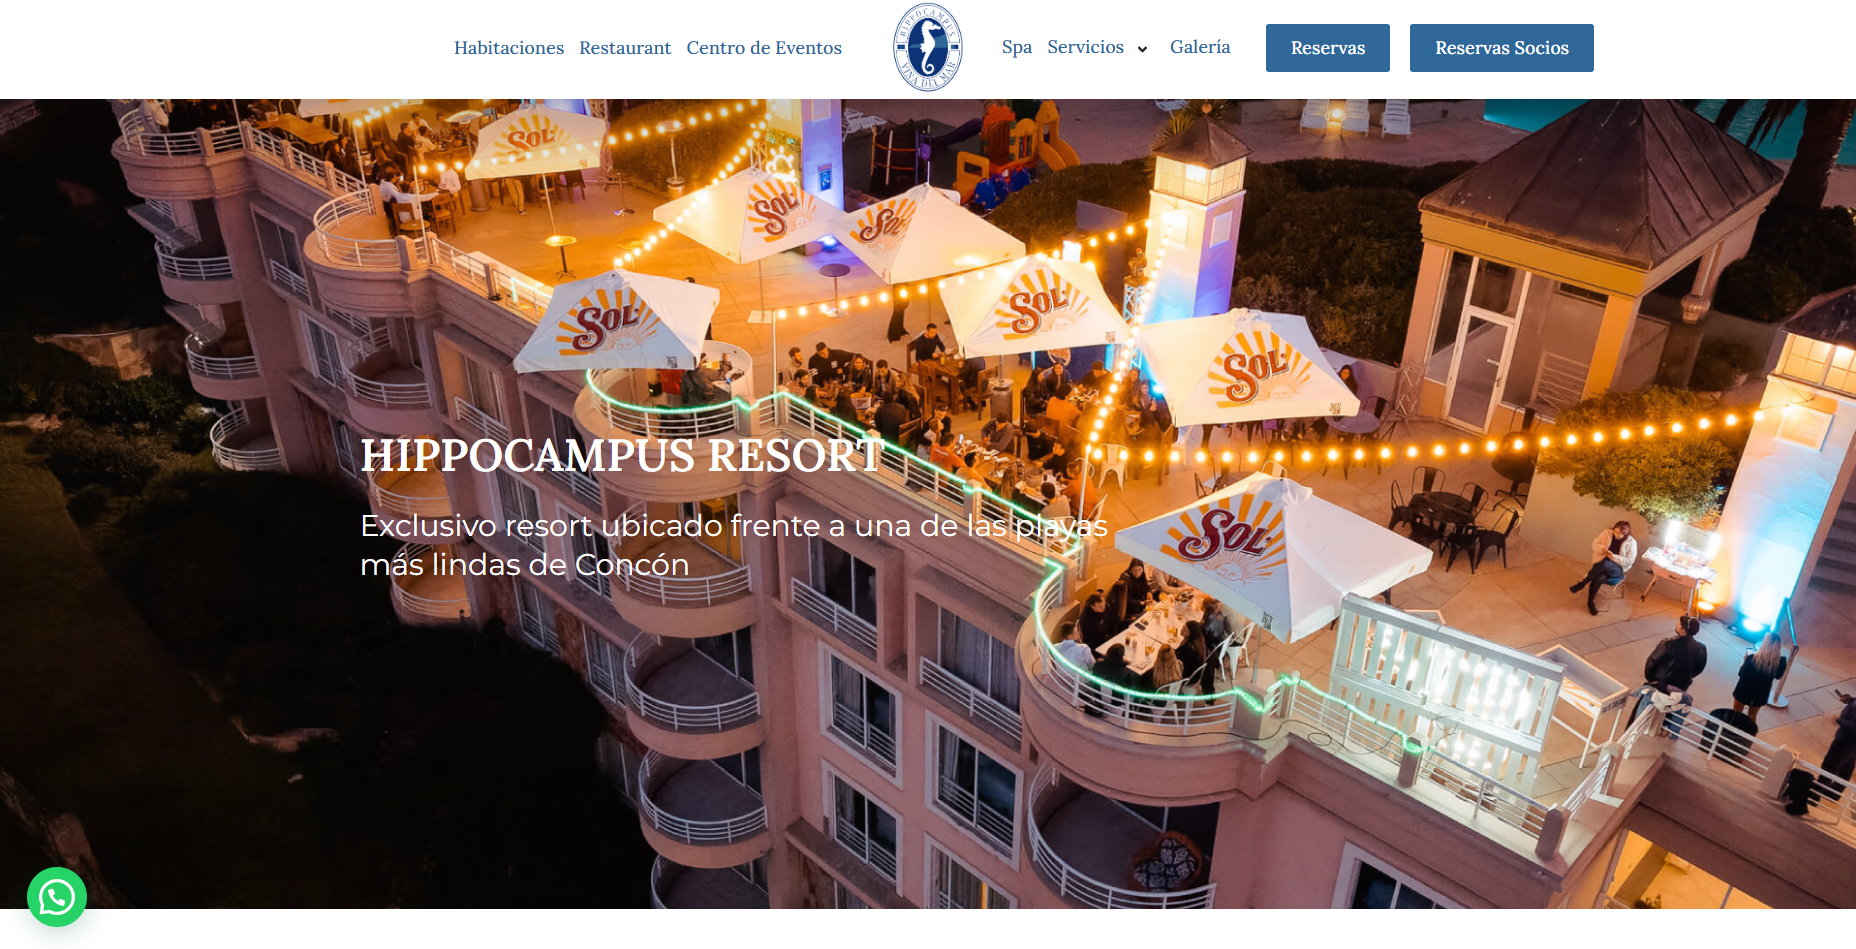 Habitaciones Restaurant Centro de Eventos
HIPPOCAMPUS
VIÑA DEL MAR
Spa Servicios Galería
Reservas
Reservas Socios
SOL
SOL
SOL
SOL
SOL
SOL
SOL
HIPPOCAMPUS RESORT
Exclusivo resort ubicado frente a una de las playas
más lindas de Concón